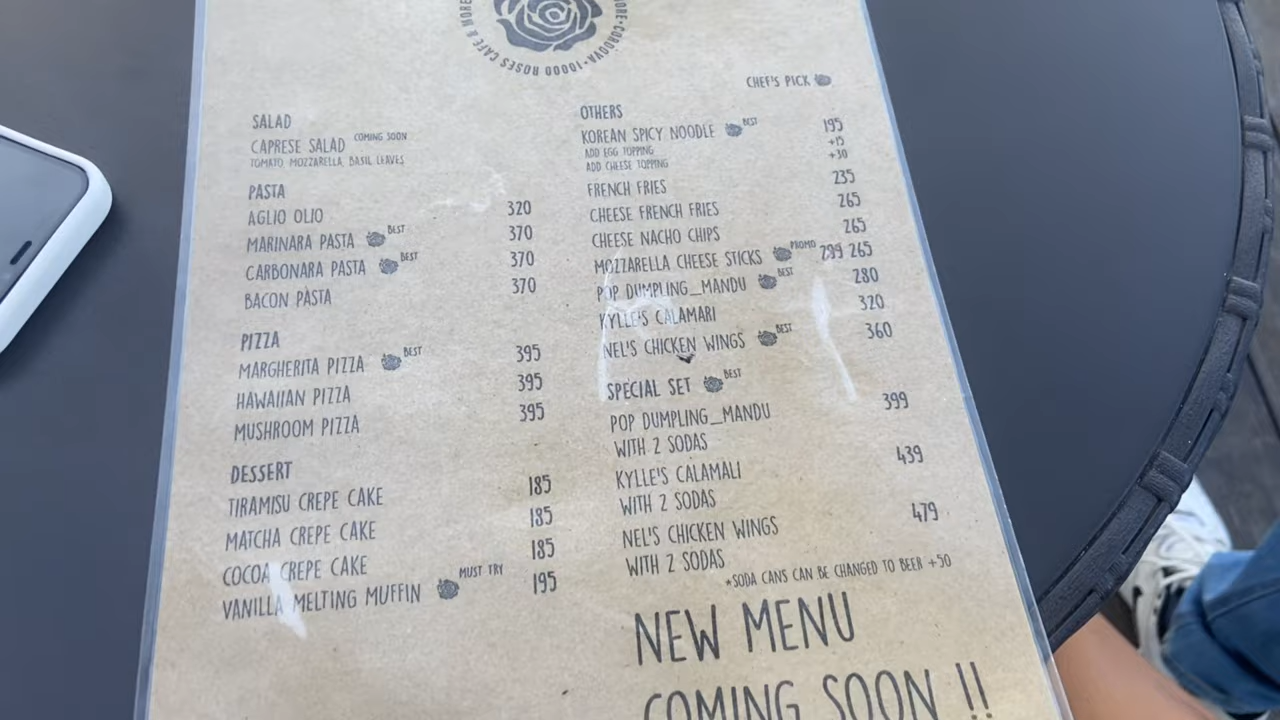 10000 ROSES CAFE & MORE
MORE • CORDOVA •
CHEF'S PICK
SALAD
CAPRESE SALAD COMING SOON
TOMATO, MOZZARELLA, BASIL LEAVES
PASTA
AGLIO OLIO 320
MARINARA PASTA BEST 370
CARBONARA PASTA BEST 370
BACON PASTA 370
PIZZA
MARGHERITA PIZZA BEST 395
HAWAIIAN PIZZA 395
MUSHROOM PIZZA 395
DESSERT
TIRAMISU CREPE CAKE 185
MATCHA CREPE CAKE 185
COCOA CREPE CAKE 185
VANILLA MELTING MUFFIN MUST TRY 195
OTHERS
KOREAN SPICY NOODLE BEST 195
ADD EGG TOPPING +15
ADD CHEESE TOPPING +30
FRENCH FRIES 235
CHEESE FRENCH FRIES 265
CHEESE NACHO CHIPS 265
MOZZARELLA CHEESE STICKS PROMO 299 265
POP DUMPLING_MANDU BEST 280
KYLLE'S CALAMARI 320
NEL'S CHICKEN WINGS BEST 360
SPECIAL SET BEST
POP DUMPLING_MANDU 399
WITH 2 SODAS
KYLLE'S CALAMALI 439
WITH 2 SODAS
NEL'S CHICKEN WINGS 479
WITH 2 SODAS
*SODA CANS CAN BE CHANGED TO BEER +50
NEW MENU
COMING SOON !!